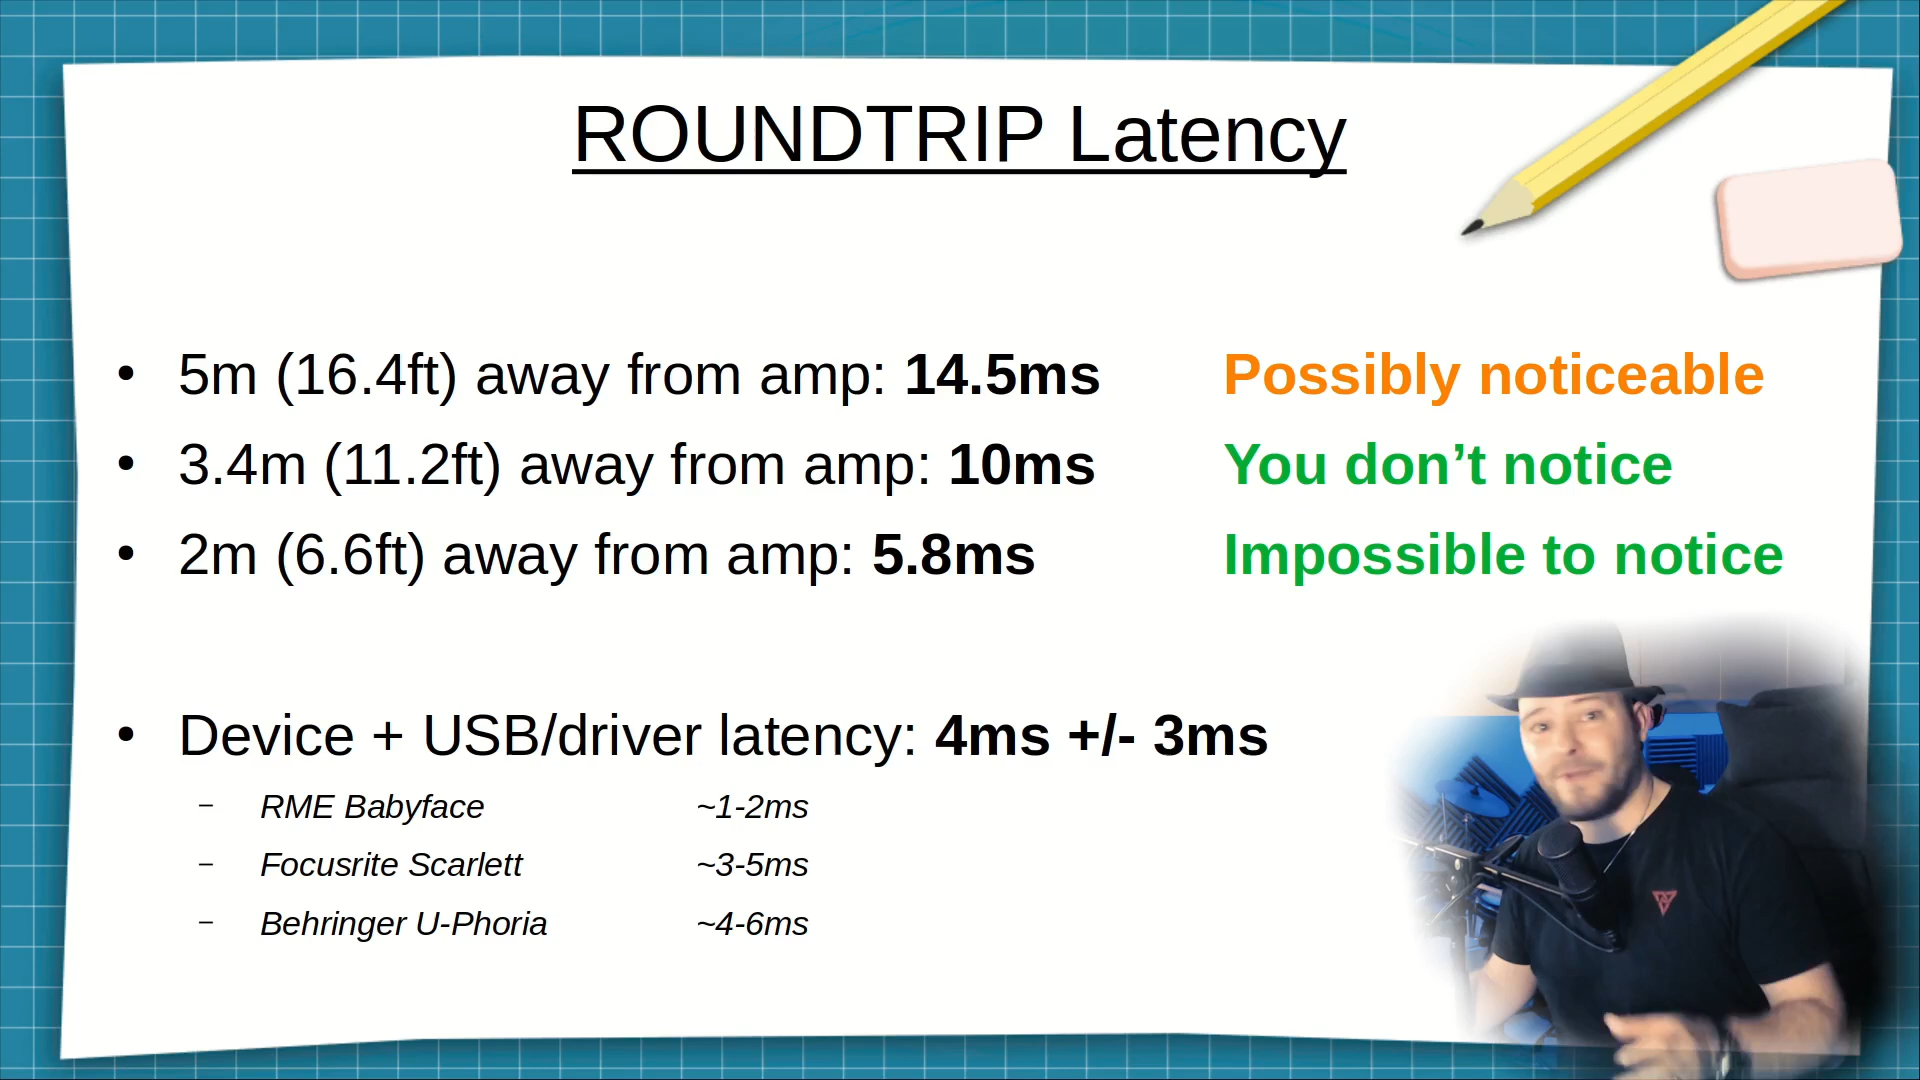 ROUNDTRIP Latency
• 5m (16.4ft) away from amp: 14.5ms Possibly noticeable
• 3.4m (11.2ft) away from amp: 10ms You don’t notice
• 2m (6.6ft) away from amp: 5.8ms Impossible to notice
• Device + USB/driver latency: 4ms +/- 3ms
– RME Babyface ~1-2ms
– Focusrite Scarlett ~3-5ms
– Behringer U-Phoria ~4-6ms